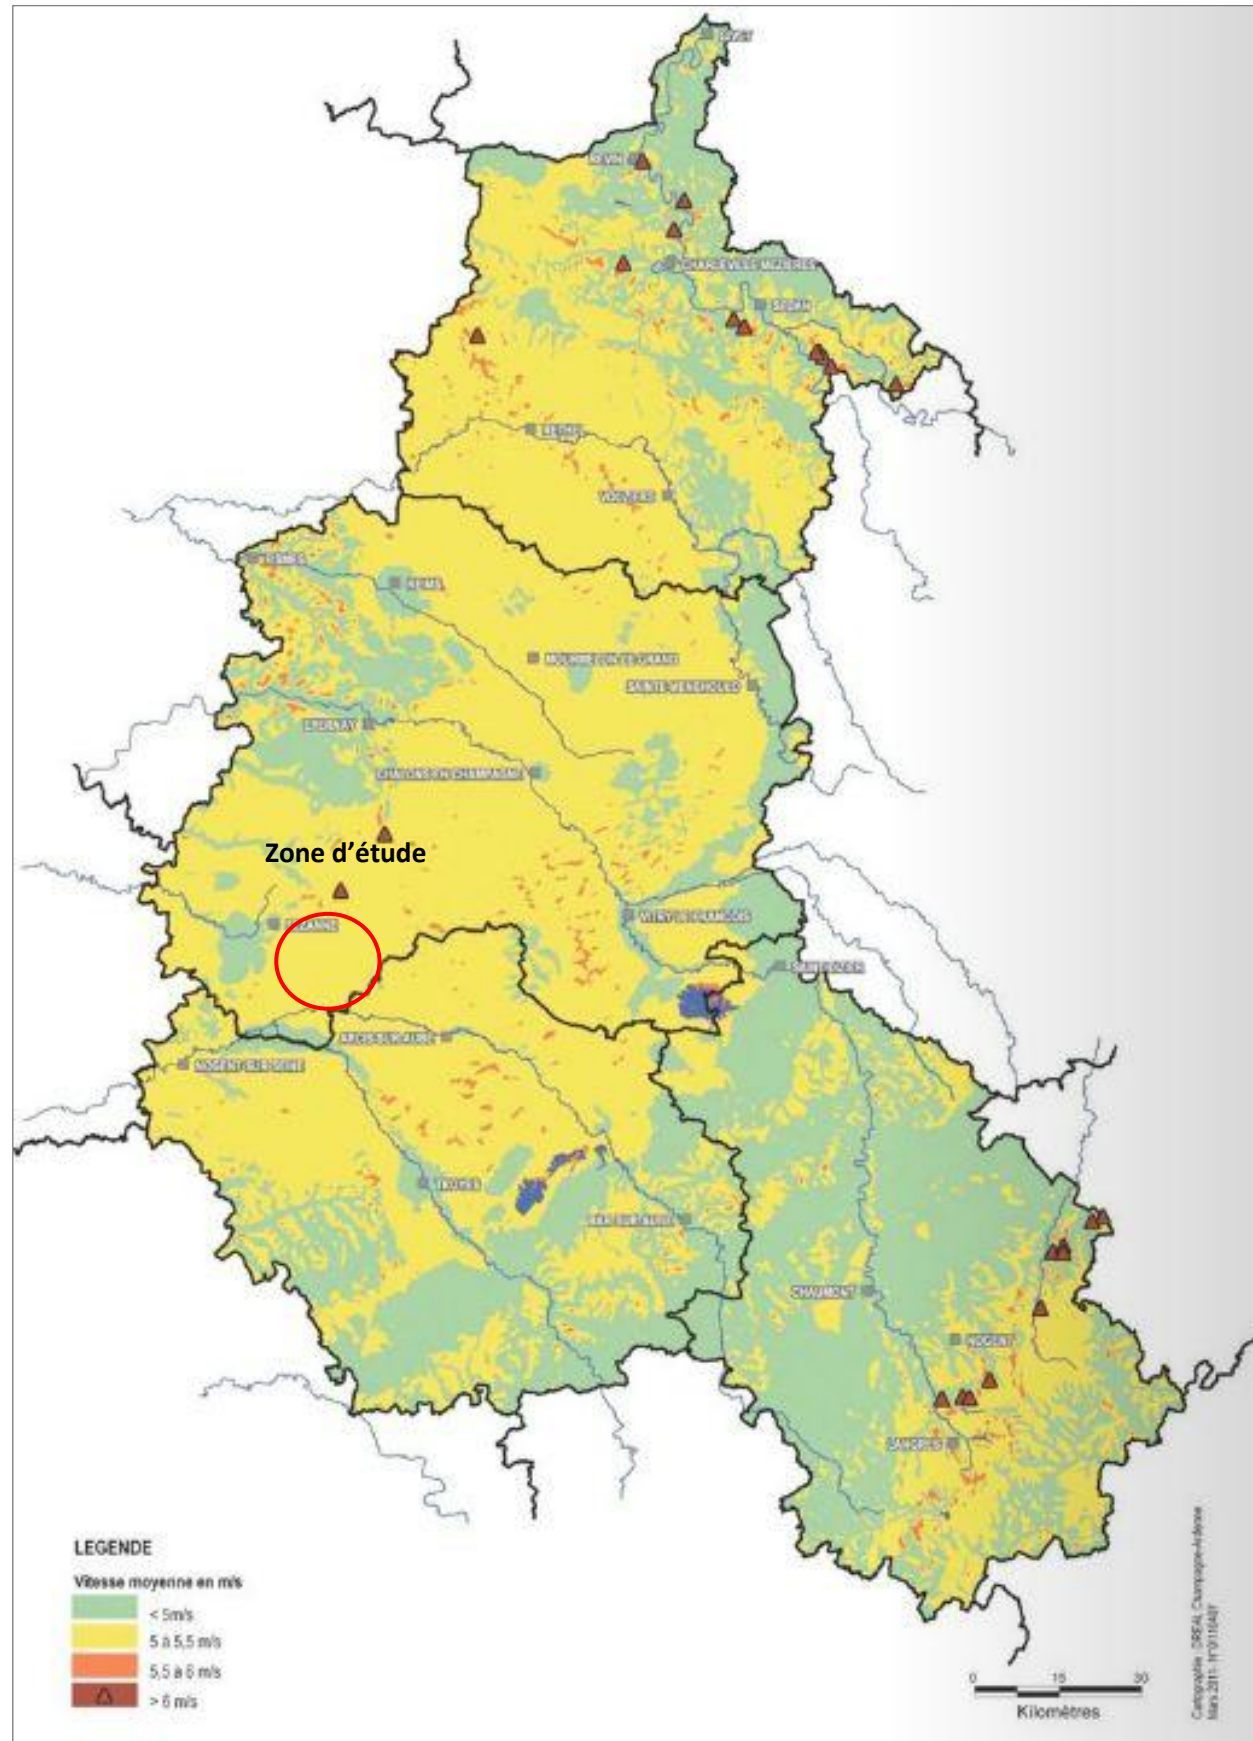 GIVET
REVIN
CHARLEVILLE-MEZIERES
SEDAN
RETHEL
VOUZIERS
FISMES
REIMS
MOURMELON-LE-GRAND
SAINTE-MENEHOULD
EPERNAY
CHALONS-EN-CHAMPAGNE
Zone d’étude
SEZANNE
VITRY-LE-FRANCOIS
SAINT-DIZIER
ARCIS-SUR-AUBE
NOGENT-SUR-SEINE
TROYES
BAR-SUR-AUBE
CHAUMONT
NOGENT
LANGRES
LEGENDE
Vitesse moyenne en m/s
< 5m/s
5 à 5,5 m/s
5,5 à 6 m/s
> 6 m/s
0 15 30
Kilomètres
Cartographie : DREAL Champagne-Ardenne